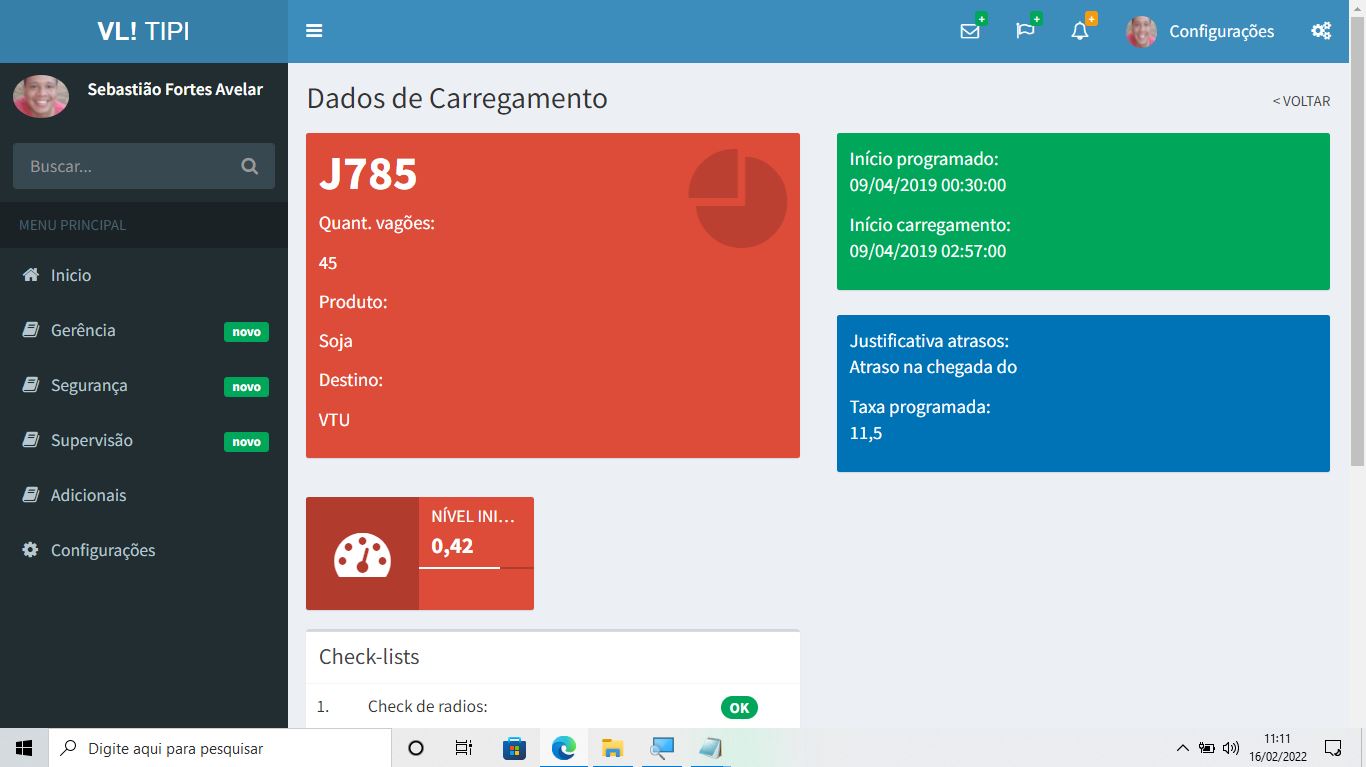 VL! TIPI
+
+
+
Configurações
Sebastião Fortes Avelar
Buscar...
MENU PRINCIPAL
Inicio
Gerência novo
Segurança novo
Supervisão novo
Adicionais
Configurações
Dados de Carregamento
< VOLTAR
J785
Quant. vagões:
45
Produto:
Soja
Destino:
VTU
Início programado:
09/04/2019 00:30:00
Início carregamento:
09/04/2019 02:57:00
Justificativa atrasos:
Atraso na chegada do
Taxa programada:
11,5
NÍVEL INI...
0,42
Check-lists
1. Check de radios: OK
Digite aqui para pesquisar
11:11
16/02/2022